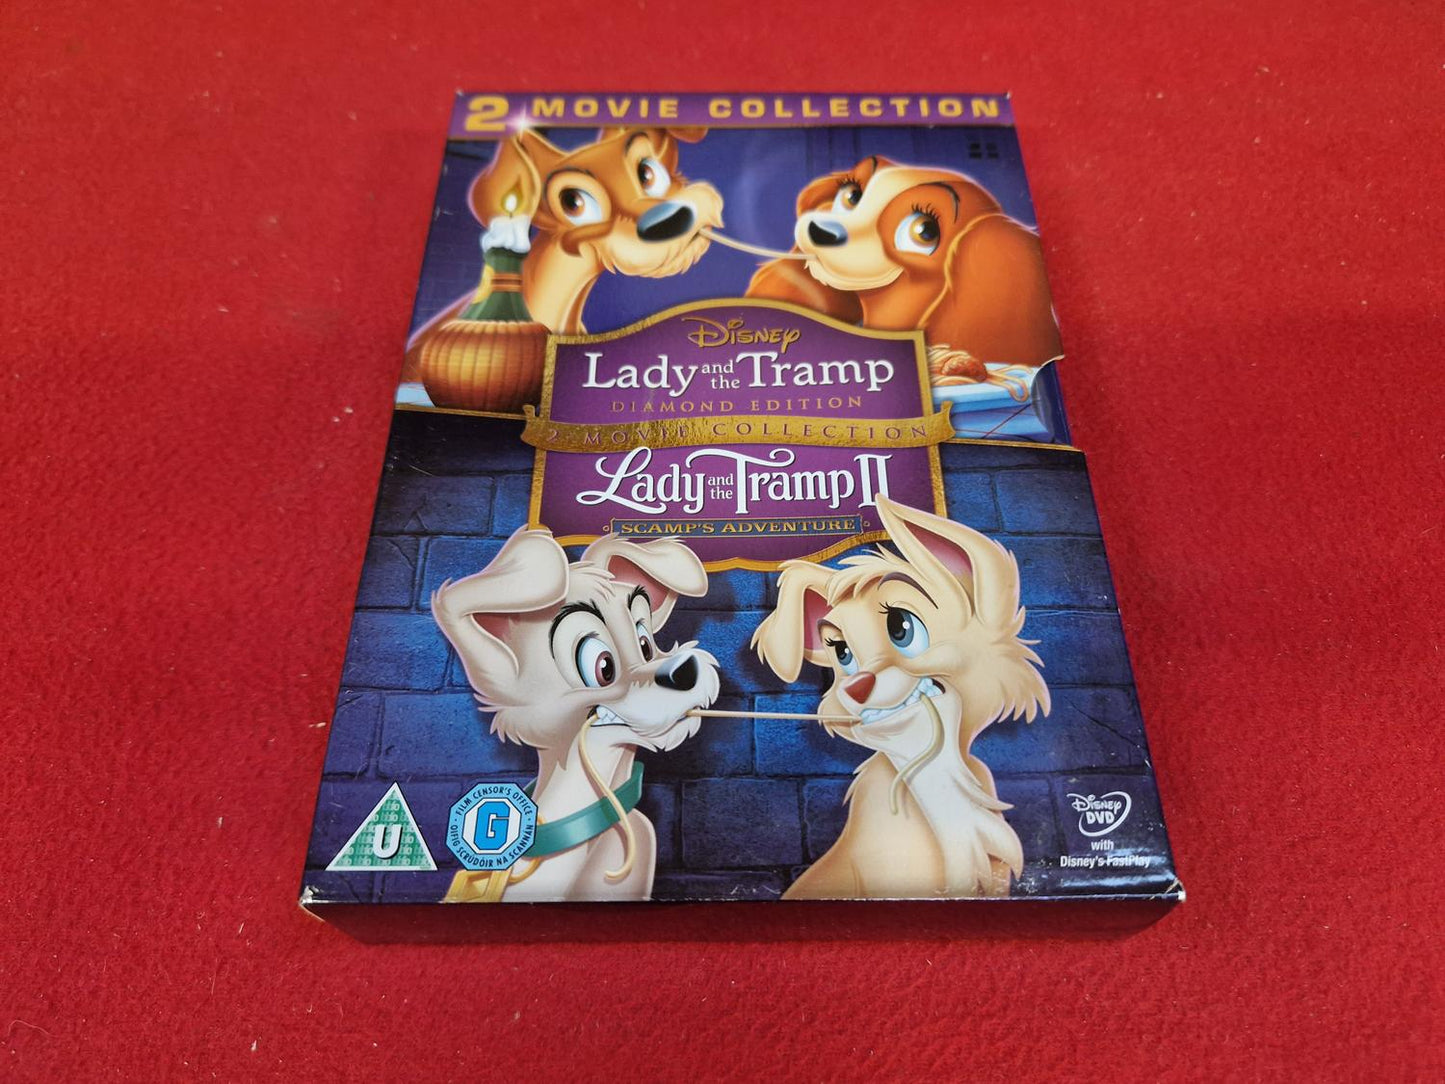 2 MOVIE COLLECTION
Disney
Lady and the Tramp
DIAMOND EDITION
2 MOVIE COLLECTION
Lady and the Tramp II
SCAMP'S ADVENTURE
U
FILM CENSOR'S OFFICE
G
OIFIG SCRÚDÓIR NA SCANNÁN
Disney
DVD
with
Disney's FastPlay